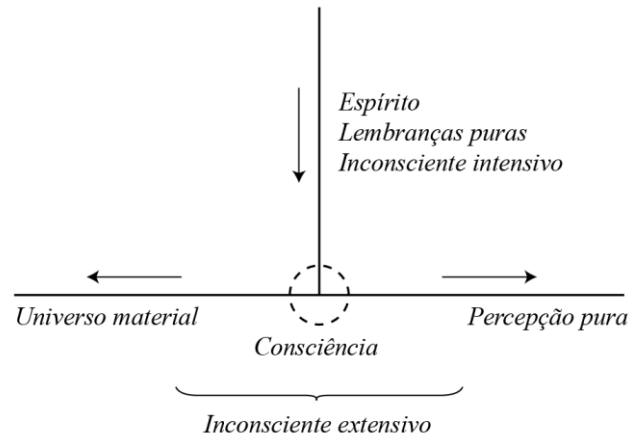 Espírito
Lembranças puras
Inconsciente intensivo
Universo material
Percepção pura
Consciência
Inconsciente extensivo